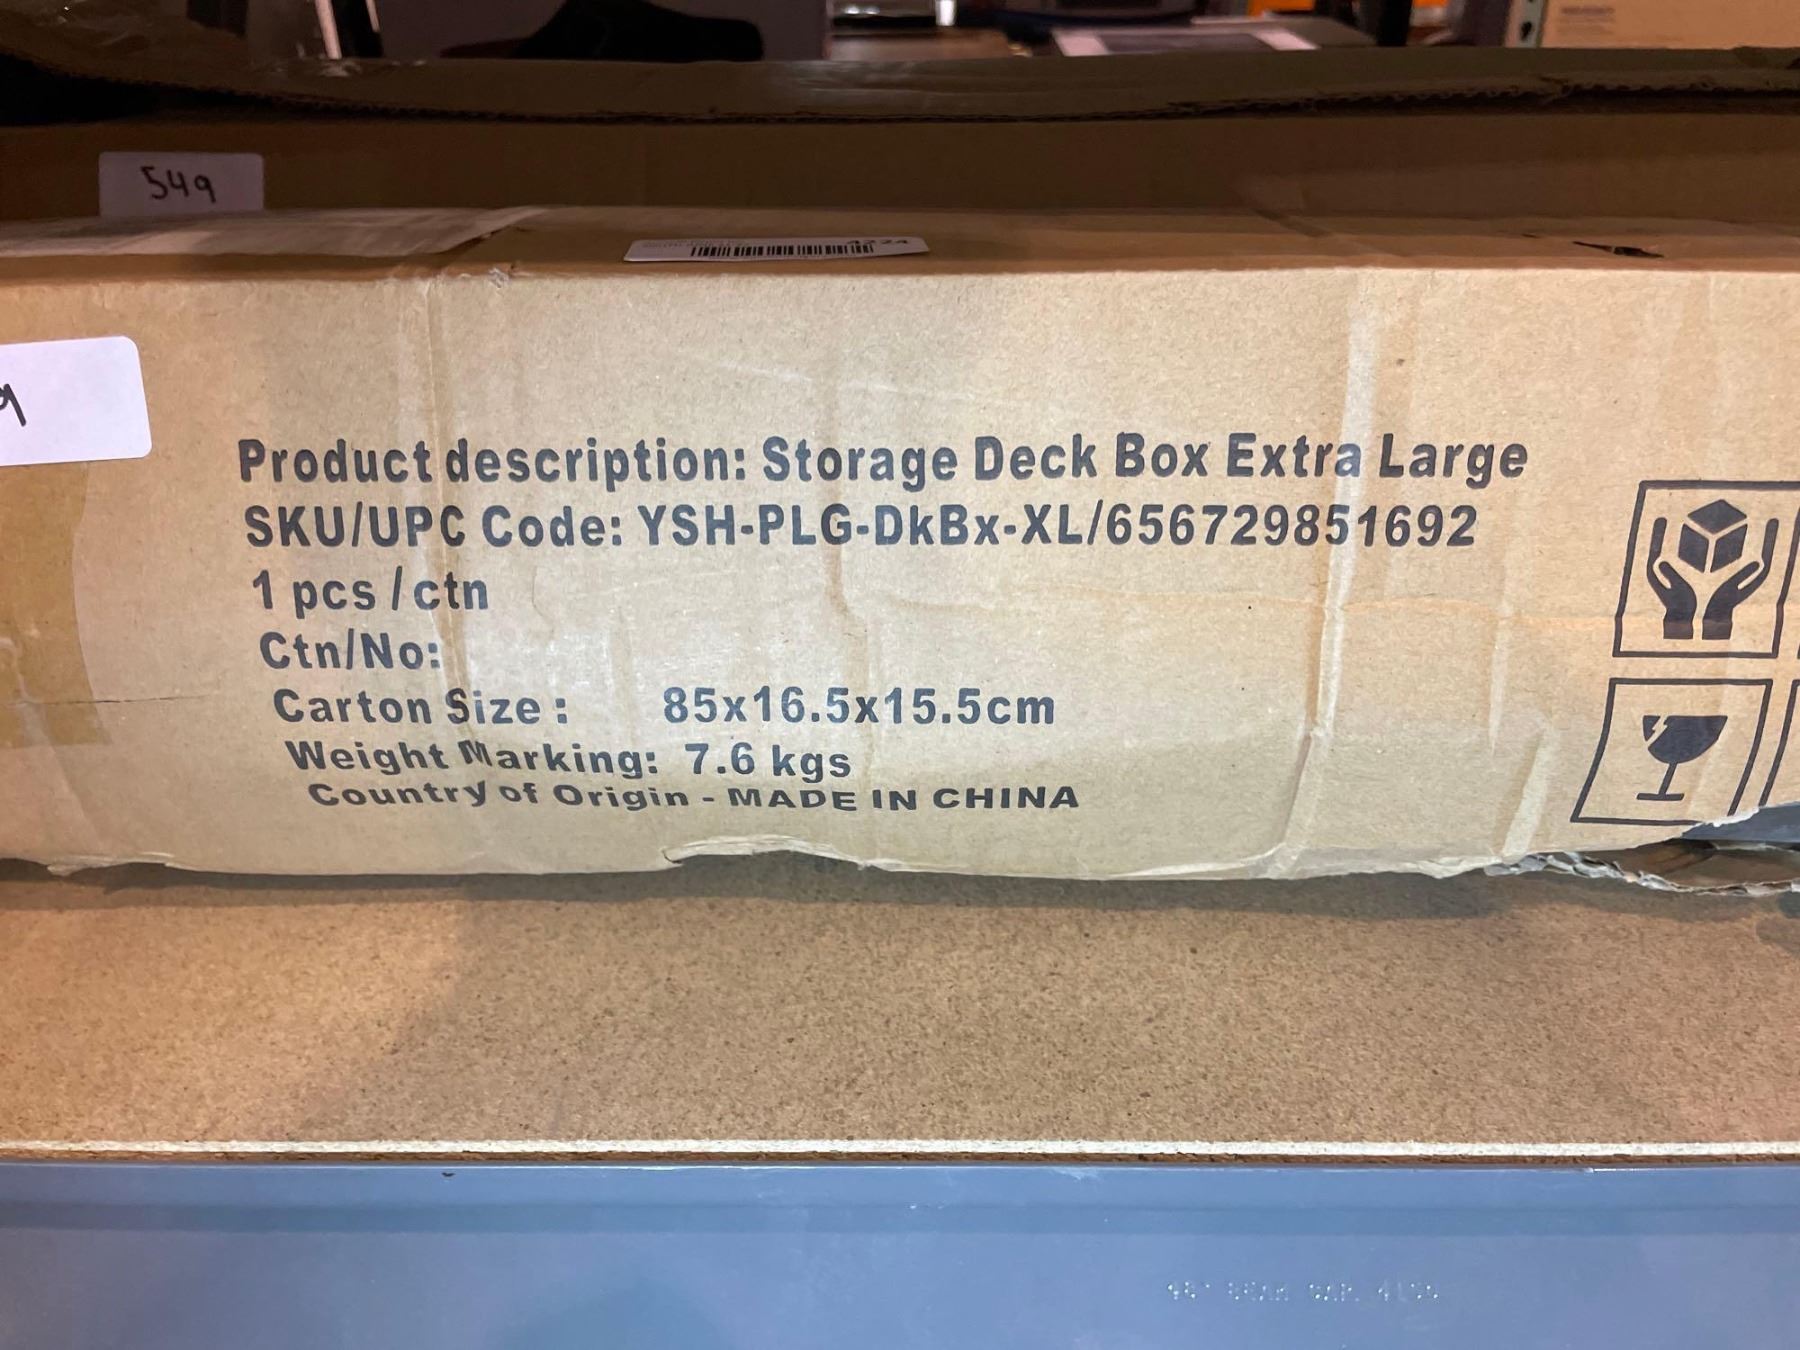 549
4224
Product description: Storage Deck Box Extra Large
SKU/UPC Code: YSH-PLG-DkBx-XL/656729851692
1 pcs / ctn
Ctn/No:
Carton Size : 85x16.5x15.5cm
Weight Marking: 7.6 kgs
Country of Origin - MADE IN CHINA